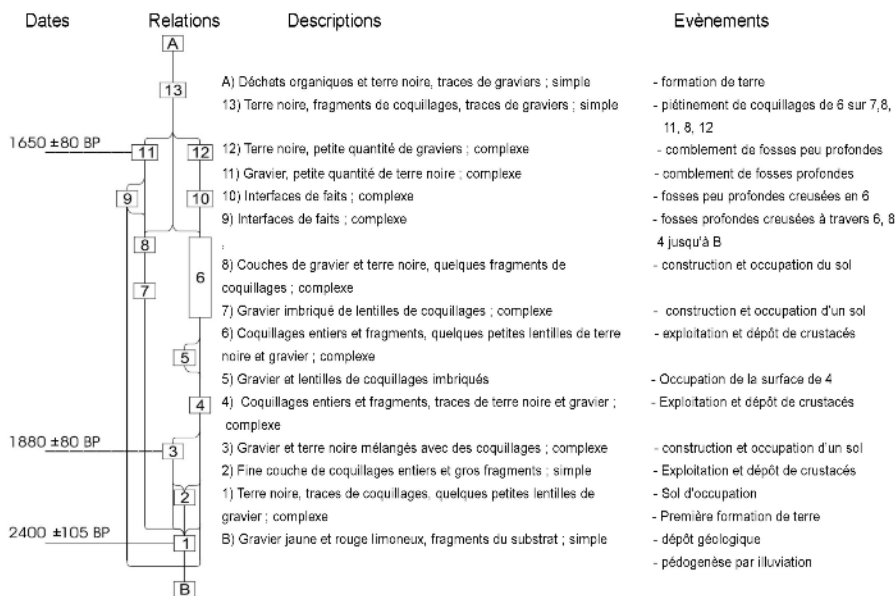 Dates Relations Descriptions Evènements
A
A) Déchets organiques et terre noire, traces de graviers ; simple - formation de terre
13
13) Terre noire, fragments de coquillages, traces de graviers ; simple - piétinement de coquillages de 6 sur 7,8,
11, 8, 12
1650 ±80 BP
11 12
12) Terre noire, petite quantité de graviers ; complexe - comblement de fosses peu profondes
11) Gravier, petite quantité de terre noire ; complexe - comblement de fosses profondes
9 10
10) Interfaces de faits ; complexe - fosses peu profondes creusées en 6
9) Interfaces de faits ; complexe - fosses profondes creusées à travers 6, 8
8
; 4 jusqu'à B
6
8) Couches de gravier et terre noire, quelques fragments de - construction et occupation du sol
coquillages ; complexe
7
7) Gravier imbriqué de lentilles de coquillages ; complexe - construction et occupation d'un sol
6) Coquillages entiers et fragments, quelques petites lentilles de terre - exploitation et dépôt de crustacés
5
noire et gravier ; complexe
5) Gravier et lentilles de coquillages imbriqués - Occupation de la surface de 4
4
4) Coquillages entiers et fragments, traces de terre noire et gravier ; - Exploitation et dépôt de crustacés
complexe
1880 ±80 BP
3
3) Gravier et terre noire mélangés avec des coquillages ; complexe - construction et occupation d'un sol
2) Fine couche de coquillages entiers et gros fragments ; simple - Exploitation et dépôt de crustacés
2
1) Terre noire, traces de coquillages, quelques petites lentilles de - Sol d'occupation
gravier ; complexe - Première formation de terre
2400 ±105 BP
1
B) Gravier jaune et rouge limoneux, fragments du substrat ; simple - dépôt géologique
- pédogenèse par illuviation
B